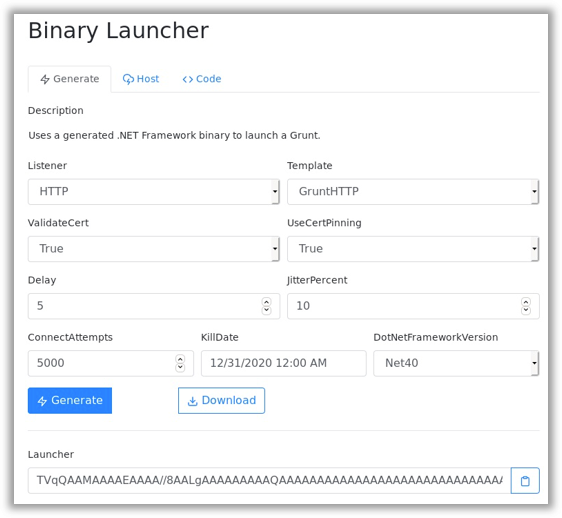 Binary Launcher
Generate Host Code
Description
Uses a generated .NET Framework binary to launch a Grunt.
Listener Template
HTTP GruntHTTP
ValidateCert UseCertPinning
True True
Delay JitterPercent
5 10
ConnectAttempts KillDate DotNetFrameworkVersion
5000 12/31/2020 12:00 AM Net40
Generate Download
Launcher
TVqQAAMAAAAEAAAA//8AALgAAAAAAAAAQAAAAAAAAAAAAAAAAAAAAAAAAAAAAAAAAA